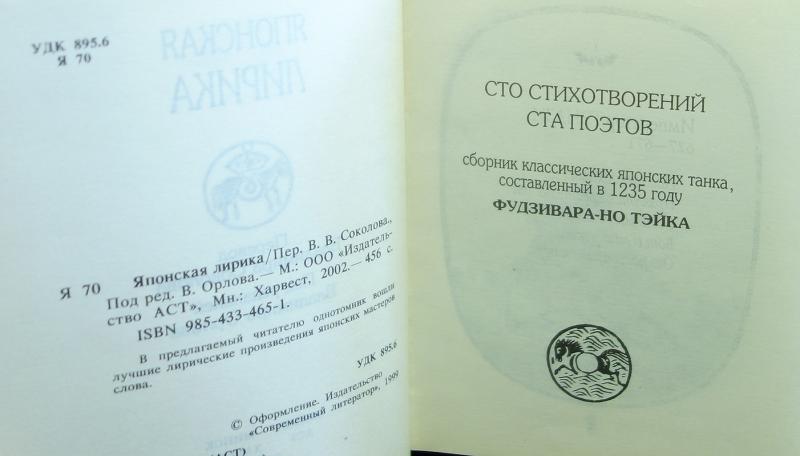 УДК 895.6
Я 70
Я 70 Японская лирика/Пер. В. В. Соколова.,
Под ред. В. Орлова.— М.: ООО «Издатель-
ство АСТ», Мн.: Харвест, 2002.— 456 с.
ISBN 985-433-465-1.
В предлагаемый читателю однотомник вошли
лучшие лирические произведения японских мастеров
слова.
УДК 895.6
© Оформление. Издательство
«Современный литератор», 1999
АСТ)
СТО СТИХОТВОРЕНИЙ
СТА ПОЭТОВ
сборник классических японских танка,
составленный в 1235 году
ФУДЗИВАРА-НО ТЭЙКА
ЯПОНСКАЯ
ЛИРИКА